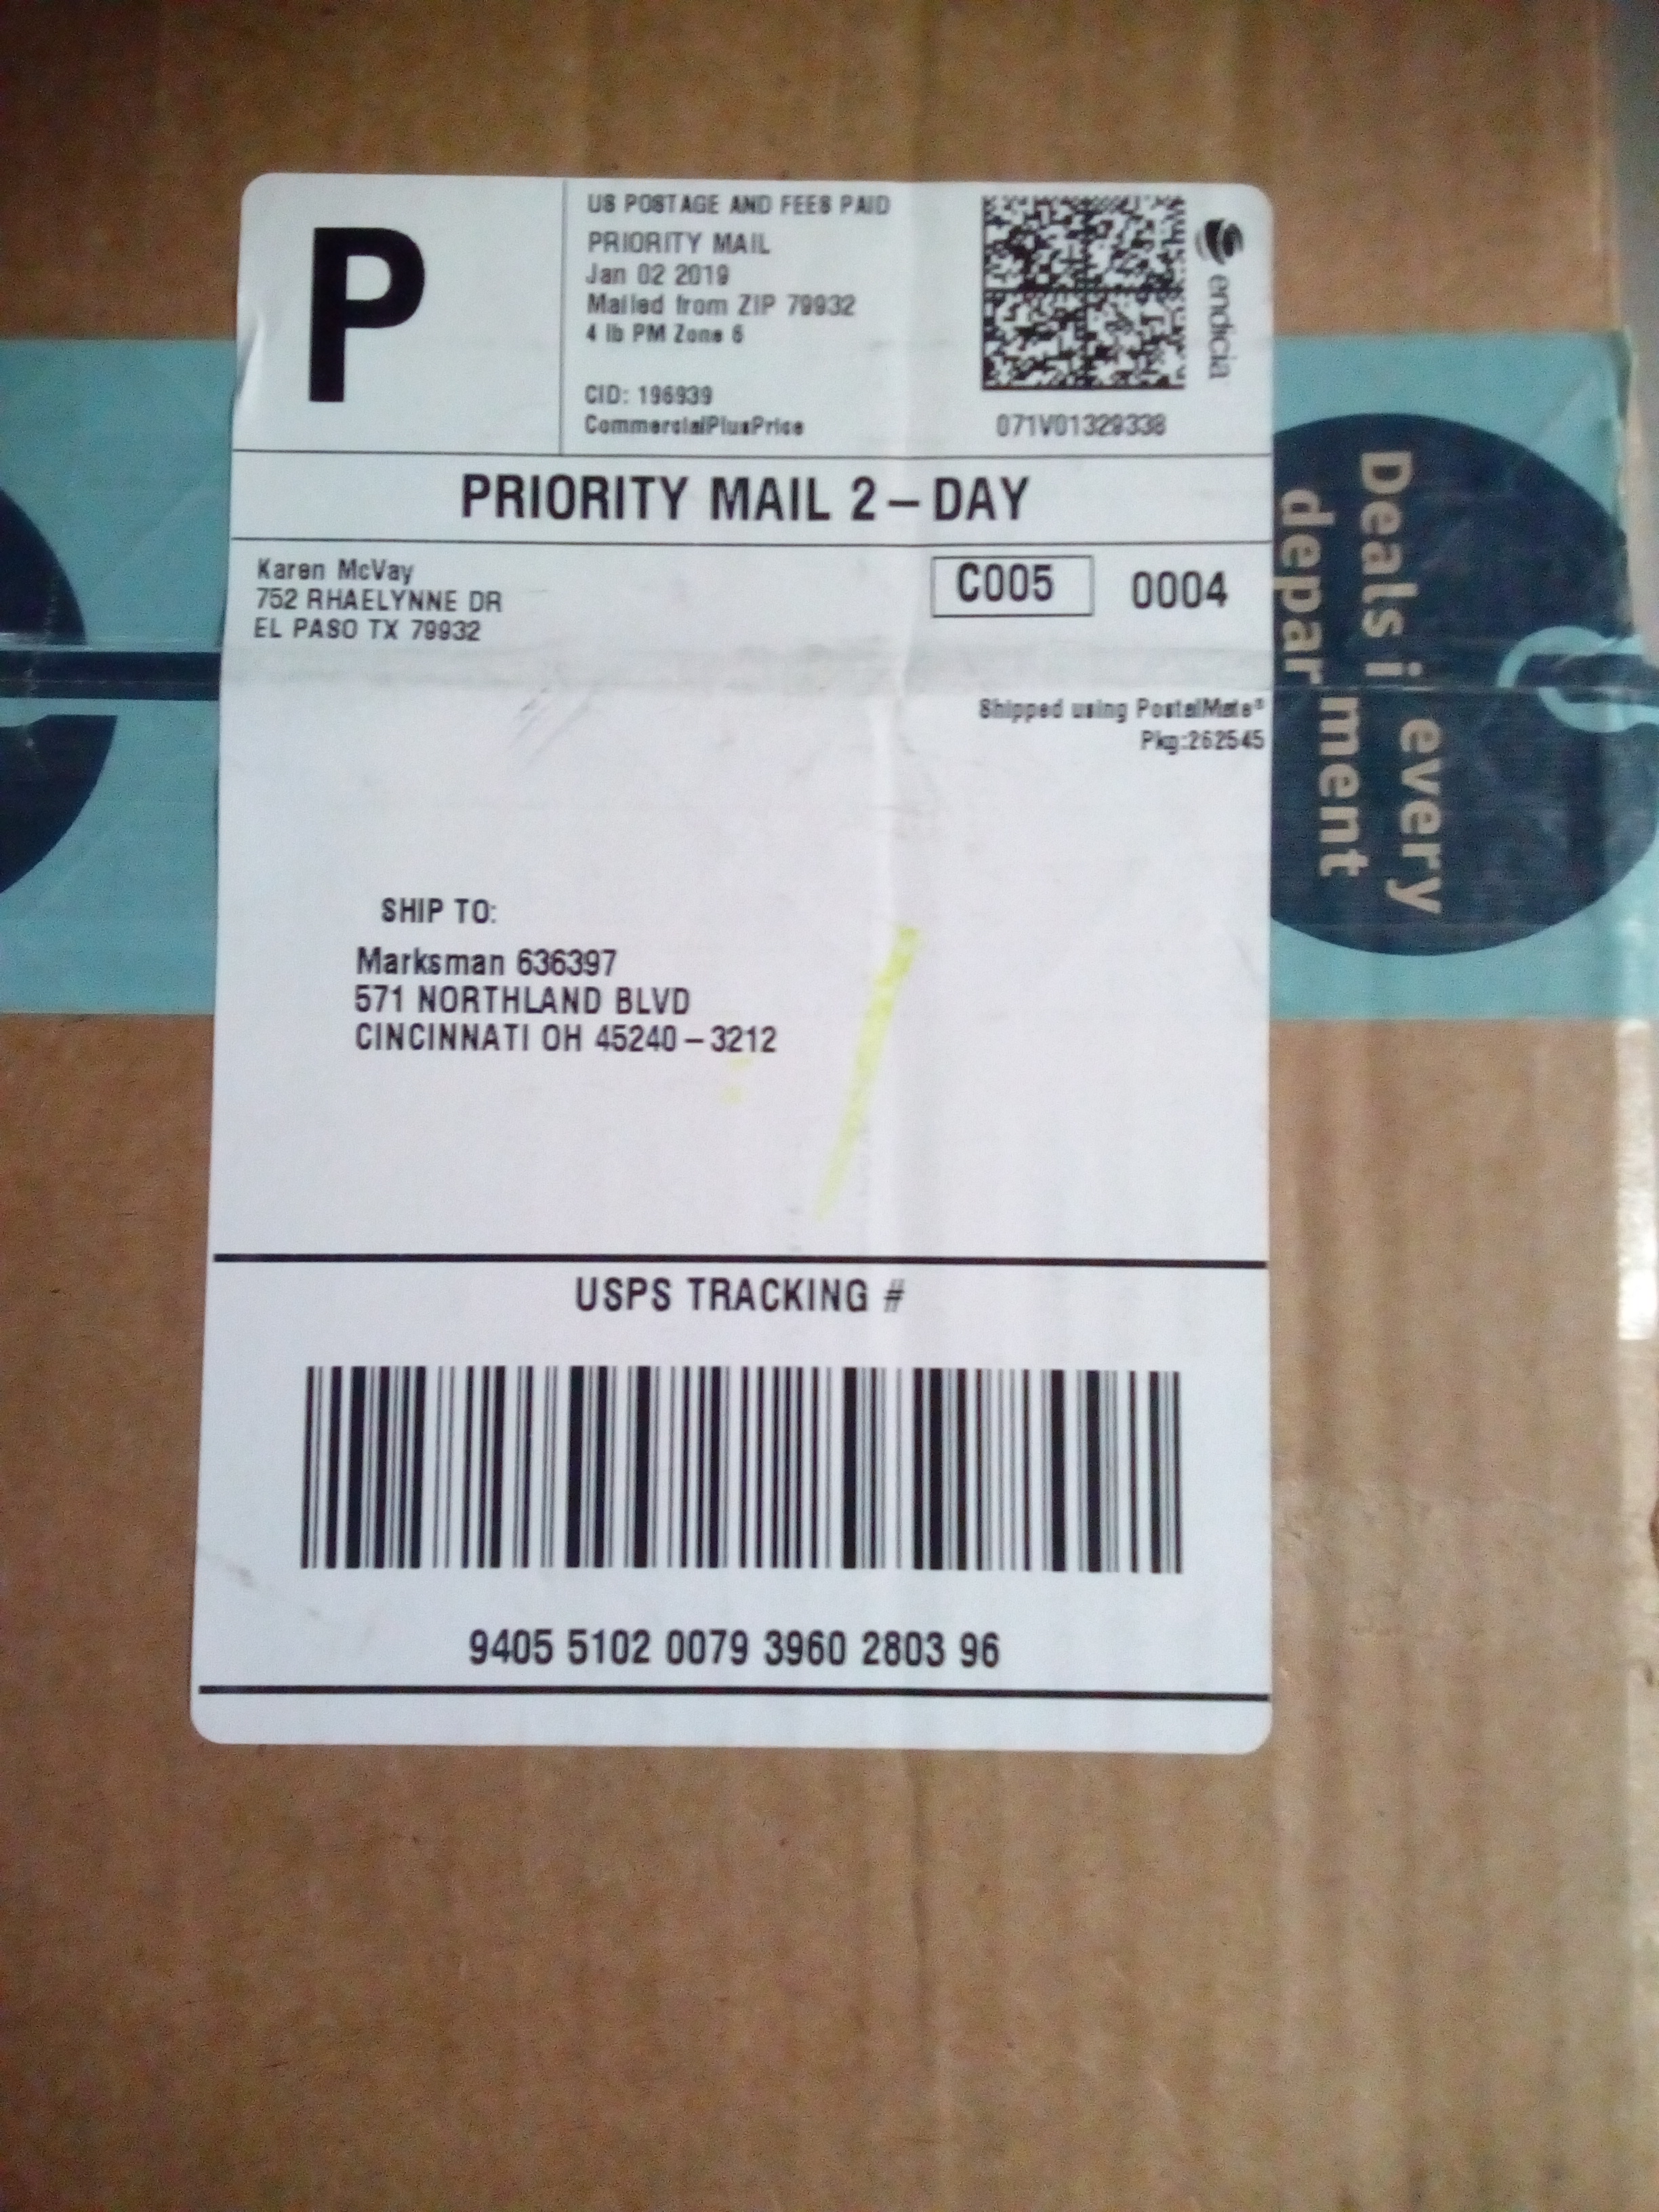 P
US POSTAGE AND FEES PAID
PRIORITY MAIL
Jan 02 2019
Mailed from ZIP 79932
4 lb PM Zone 6
CID: 196939
CommercialPlusPrice
endicia
071V01329338
PRIORITY MAIL 2-DAY
Karen McVay
752 RHAELYNNE DR
EL PASO TX 79932
C005
0004
Shipped using PostalMate®
Pkg:262545
SHIP TO:
Marksman 636397
571 NORTHLAND BLVD
CINCINNATI OH 45240-3212
USPS TRACKING #
9405 5102 0079 3960 2803 96
Deals i every
depar ment